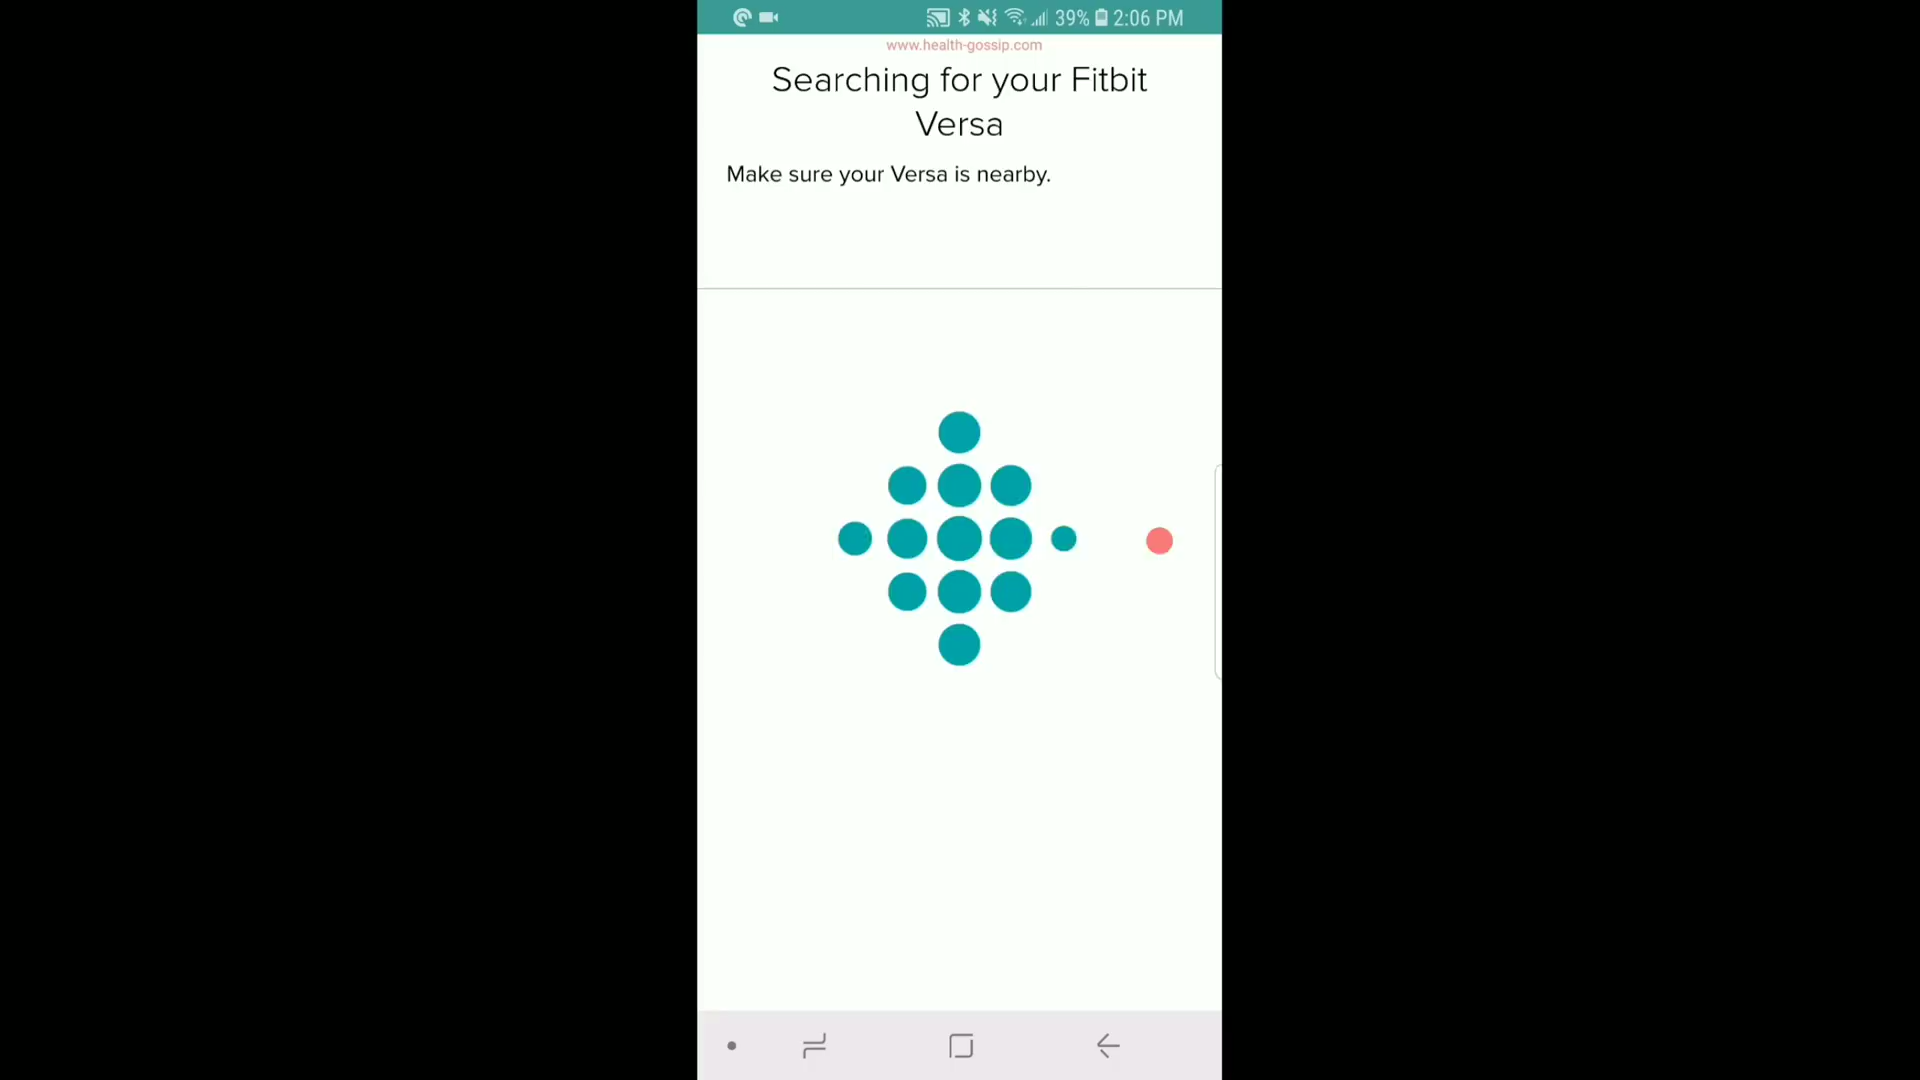 39% 2:06 PM
www.health-gossip.com
Searching for your Fitbit
Versa
Make sure your Versa is nearby.